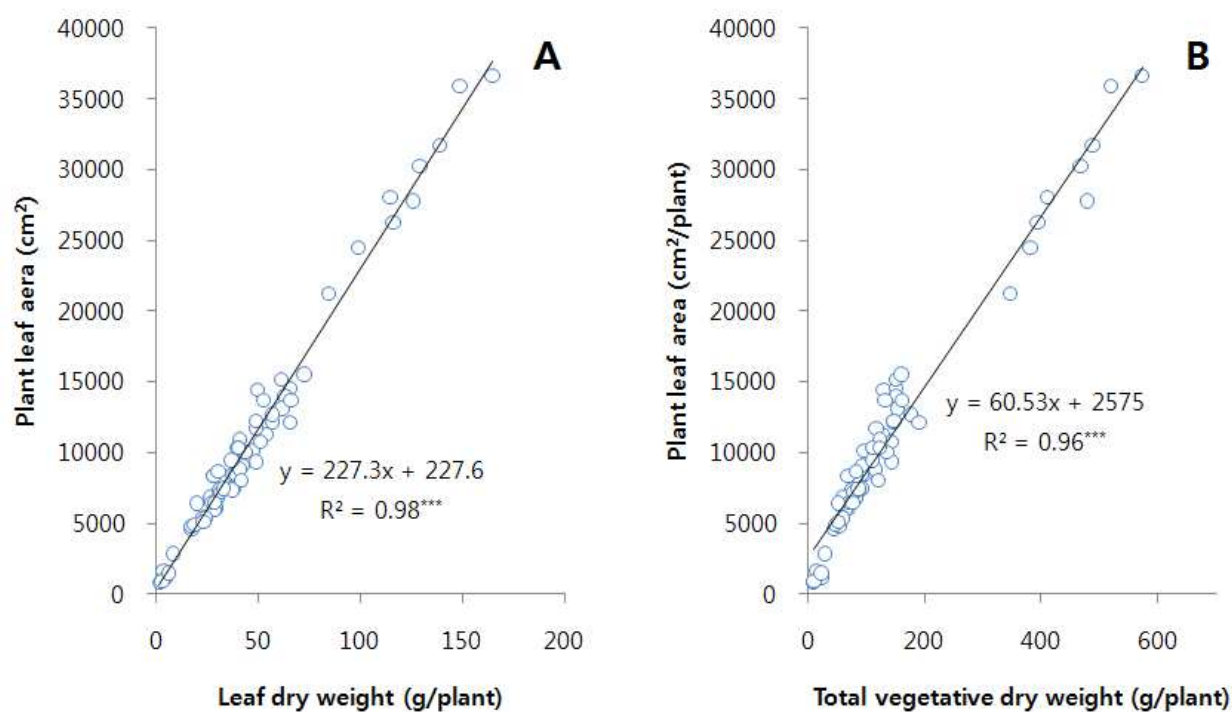 A
Plant leaf aera (cm²)
40000
35000
30000
25000
20000
15000
10000
5000
0
y = 227.3x + 227.6
R² = 0.98***
0 50 100 150 200
Leaf dry weight (g/plant)
B
Plant leaf area (cm²/plant)
40000
35000
30000
25000
20000
15000
10000
5000
0
y = 60.53x + 2575
R² = 0.96***
0 200 400 600
Total vegetative dry weight (g/plant)